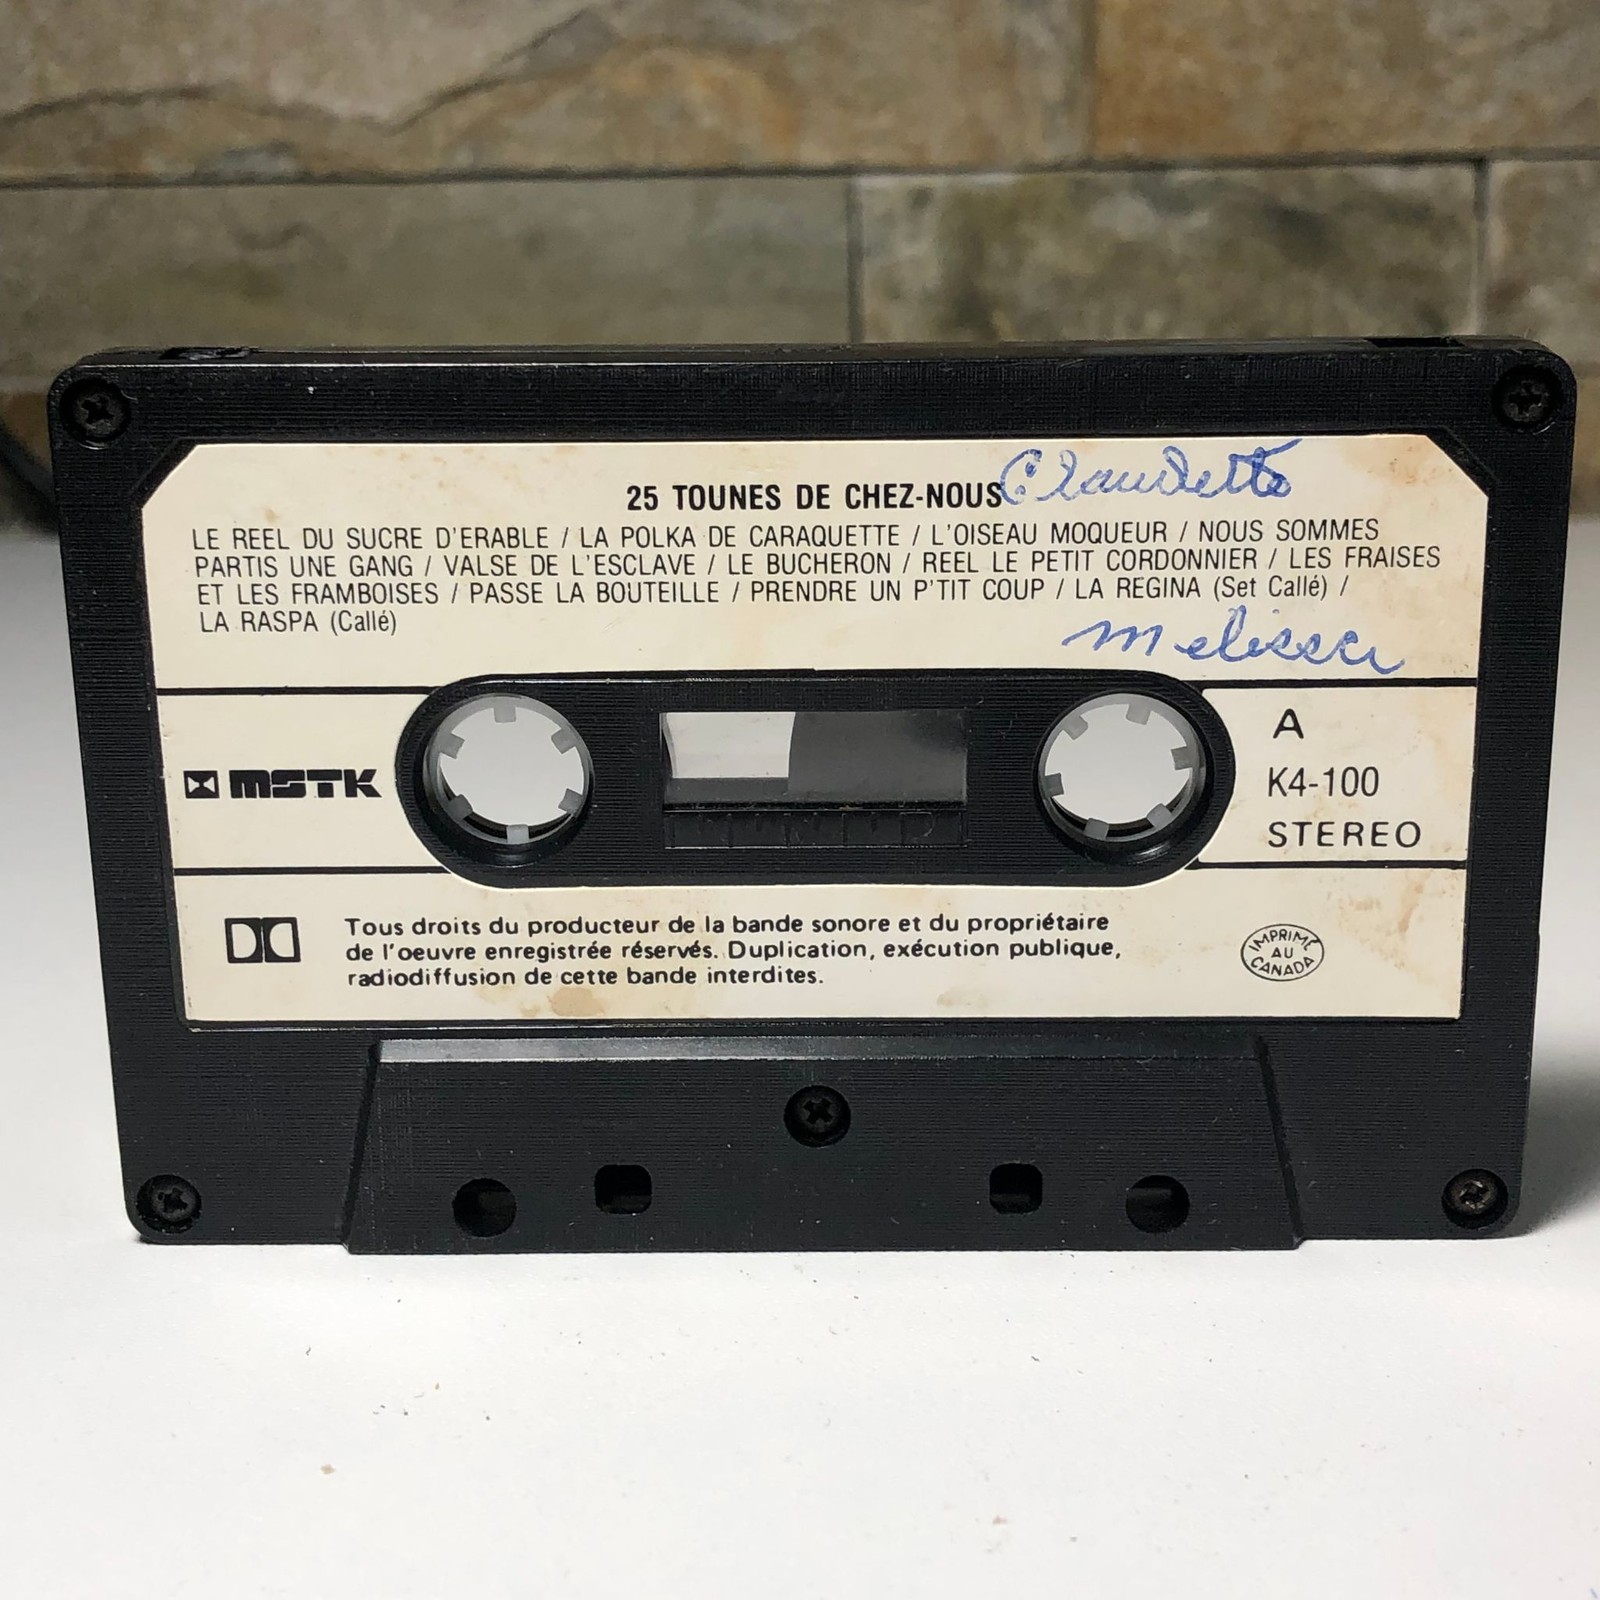 25 TOUNES DE CHEZ-NOUS Claudette
LE REEL DU SUCRE D'ERABLE / LA POLKA DE CARAQUETTE / L'OISEAU MOQUEUR / NOUS SOMMES
PARTIS UNE GANG / VALSE DE L'ESCLAVE / LE BUCHERON / REEL LE PETIT CORDONNIER / LES FRAISES
ET LES FRAMBOISES / PASSE LA BOUTEILLE / PRENDRE UN P'TIT COUP / LA REGINA (Set Callé) /
LA RASPA (Callé)
Melissa
MSTK
A
K4-100
STEREO
Tous droits du producteur de la bande sonore et du propriétaire
de l'oeuvre enregistrée réservés. Duplication, exécution publique,
radiodiffusion de cette bande interdites.
IMPRIMÉ
AU
CANADA